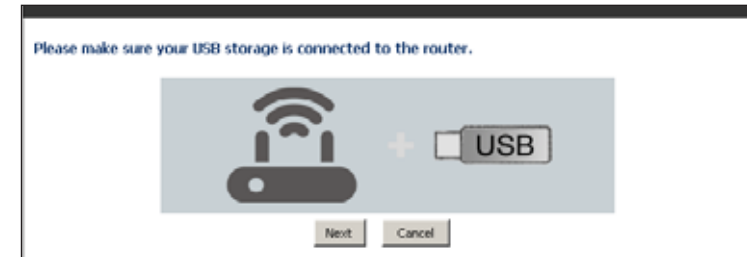 Please make sure your USB storage is connected to the router.
USB
Next Cancel